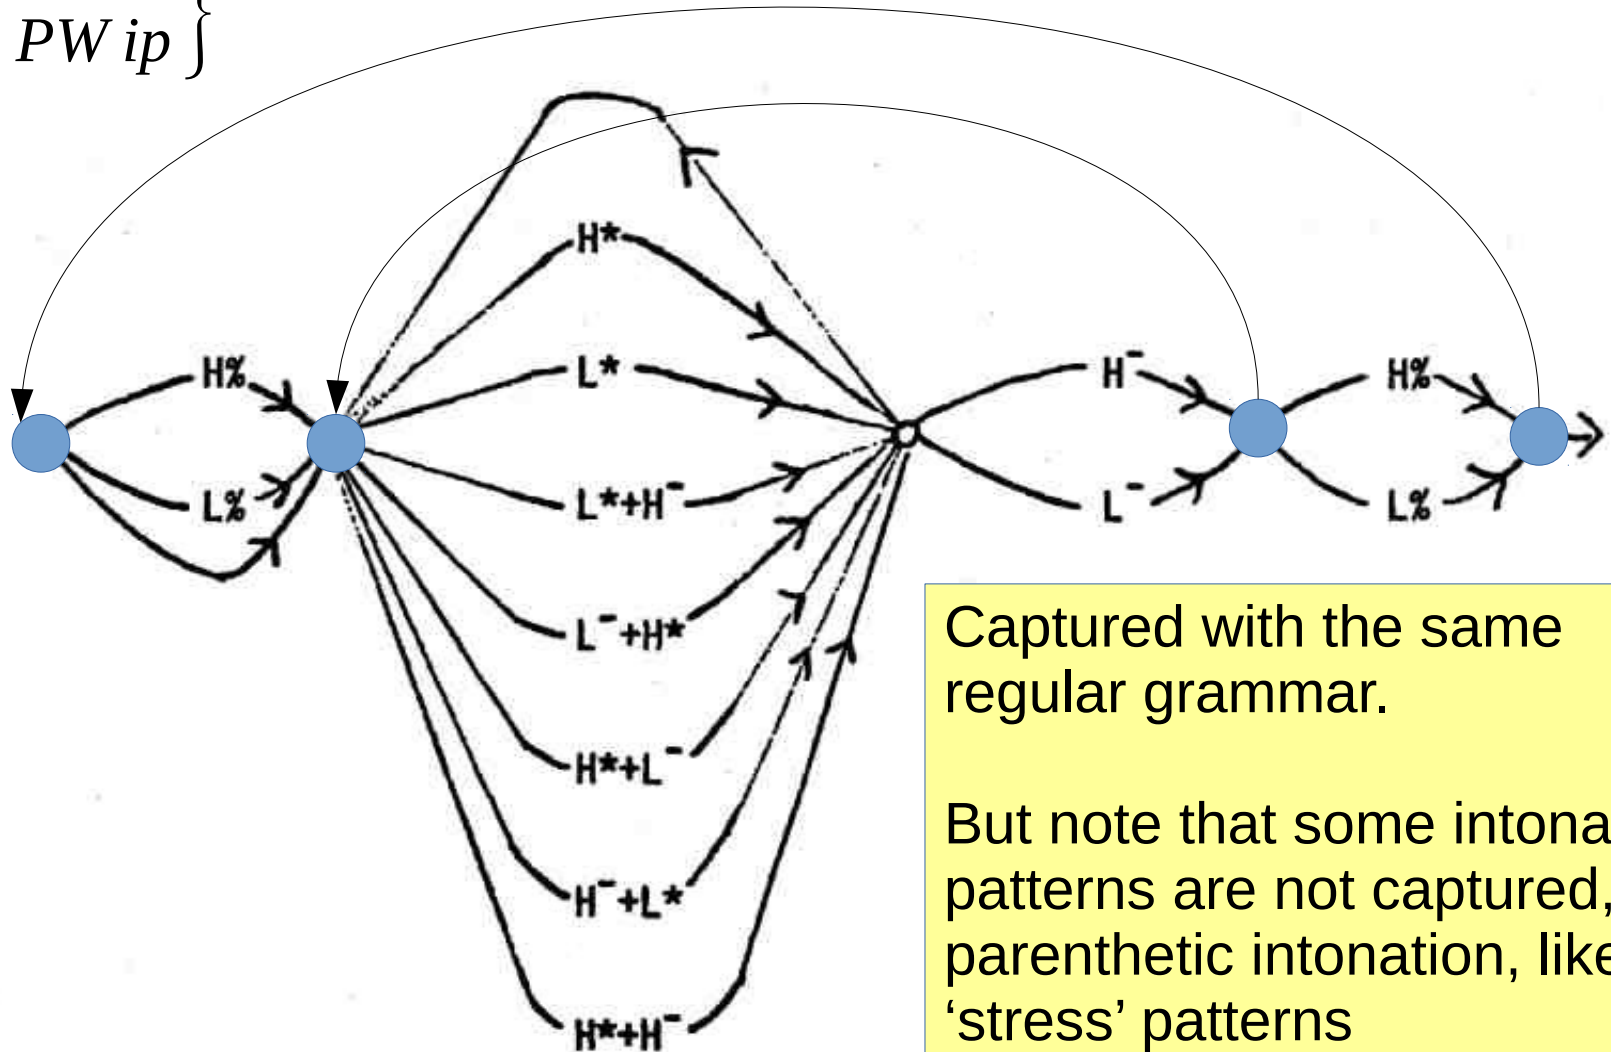 PW ip }
H*
H% L* H⁻ H%
L% L*+H⁻ L⁻ L%
L⁻+H*
H*+L⁻
H⁻+L*
H*+H⁻
Captured with the same
regular grammar.
But note that some intona
patterns are not captured,
parenthetic intonation, like
‘stress’ patterns